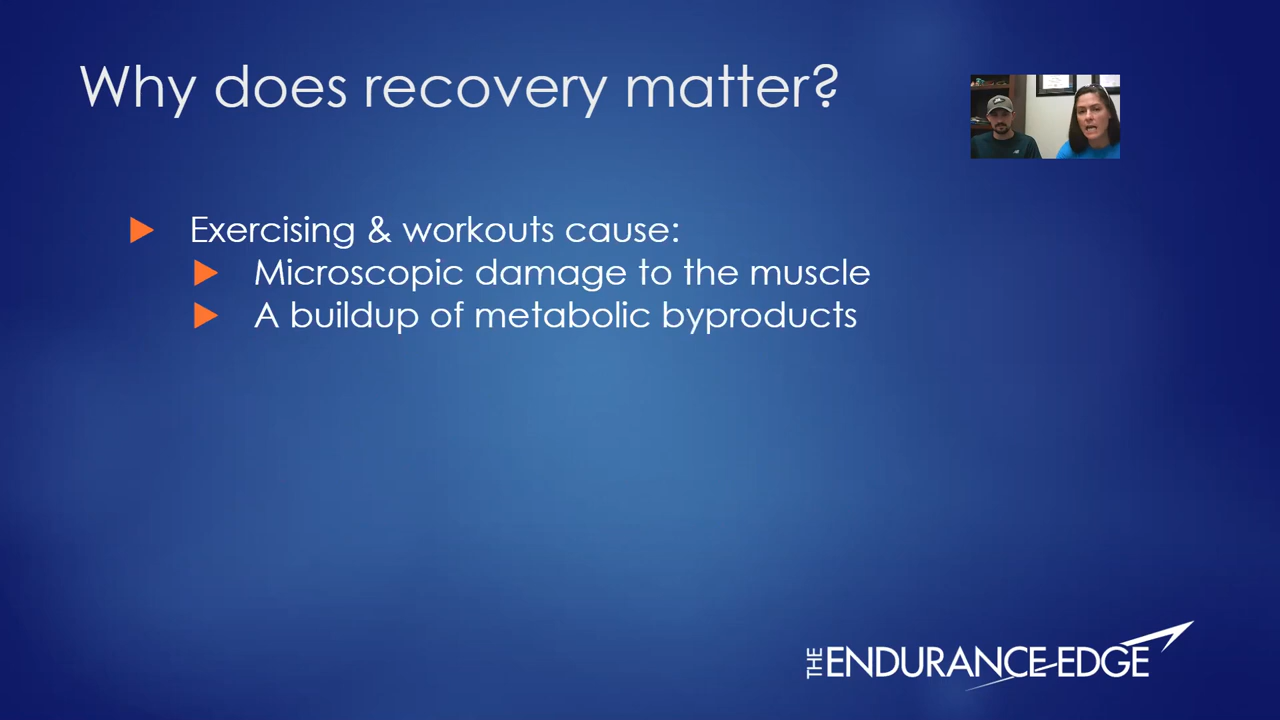 Why does recovery matter?
Exercising & workouts cause:
Microscopic damage to the muscle
A buildup of metabolic byproducts
THE ENDURANCE EDGE